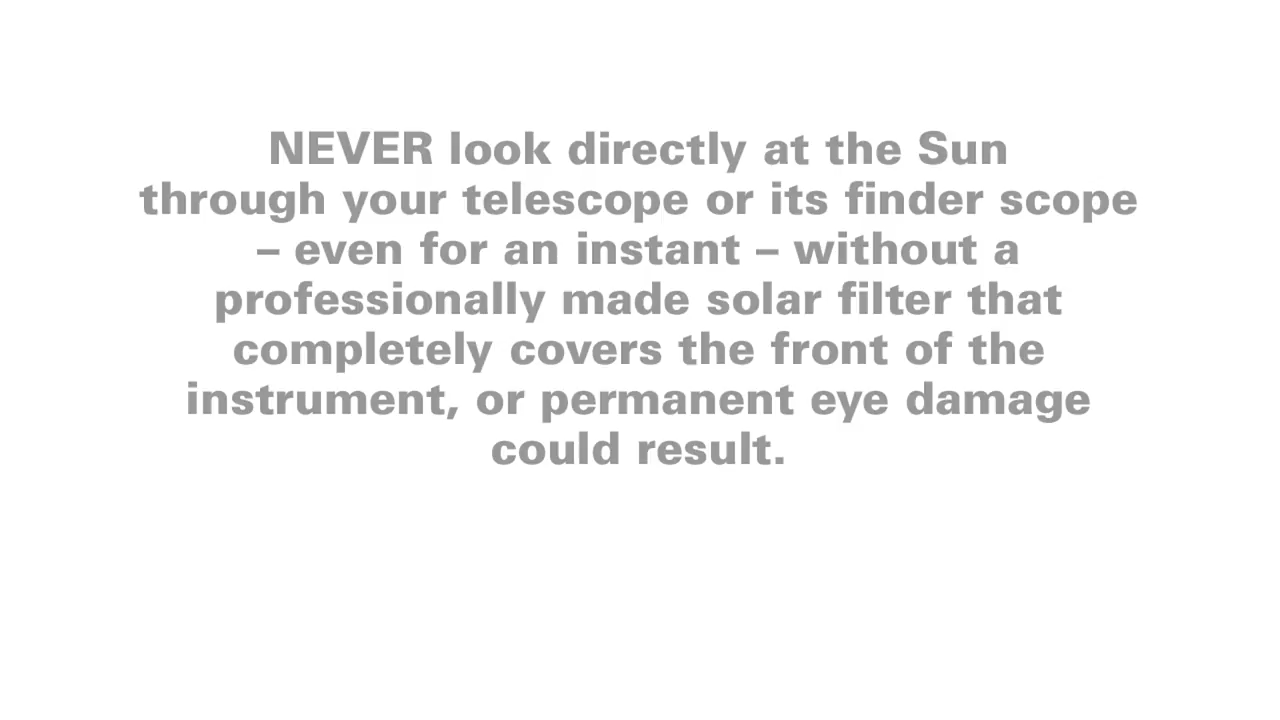 NEVER look directly at the Sun
through your telescope or its finder scope
– even for an instant – without a
professionally made solar filter that
completely covers the front of the
instrument, or permanent eye damage
could result.